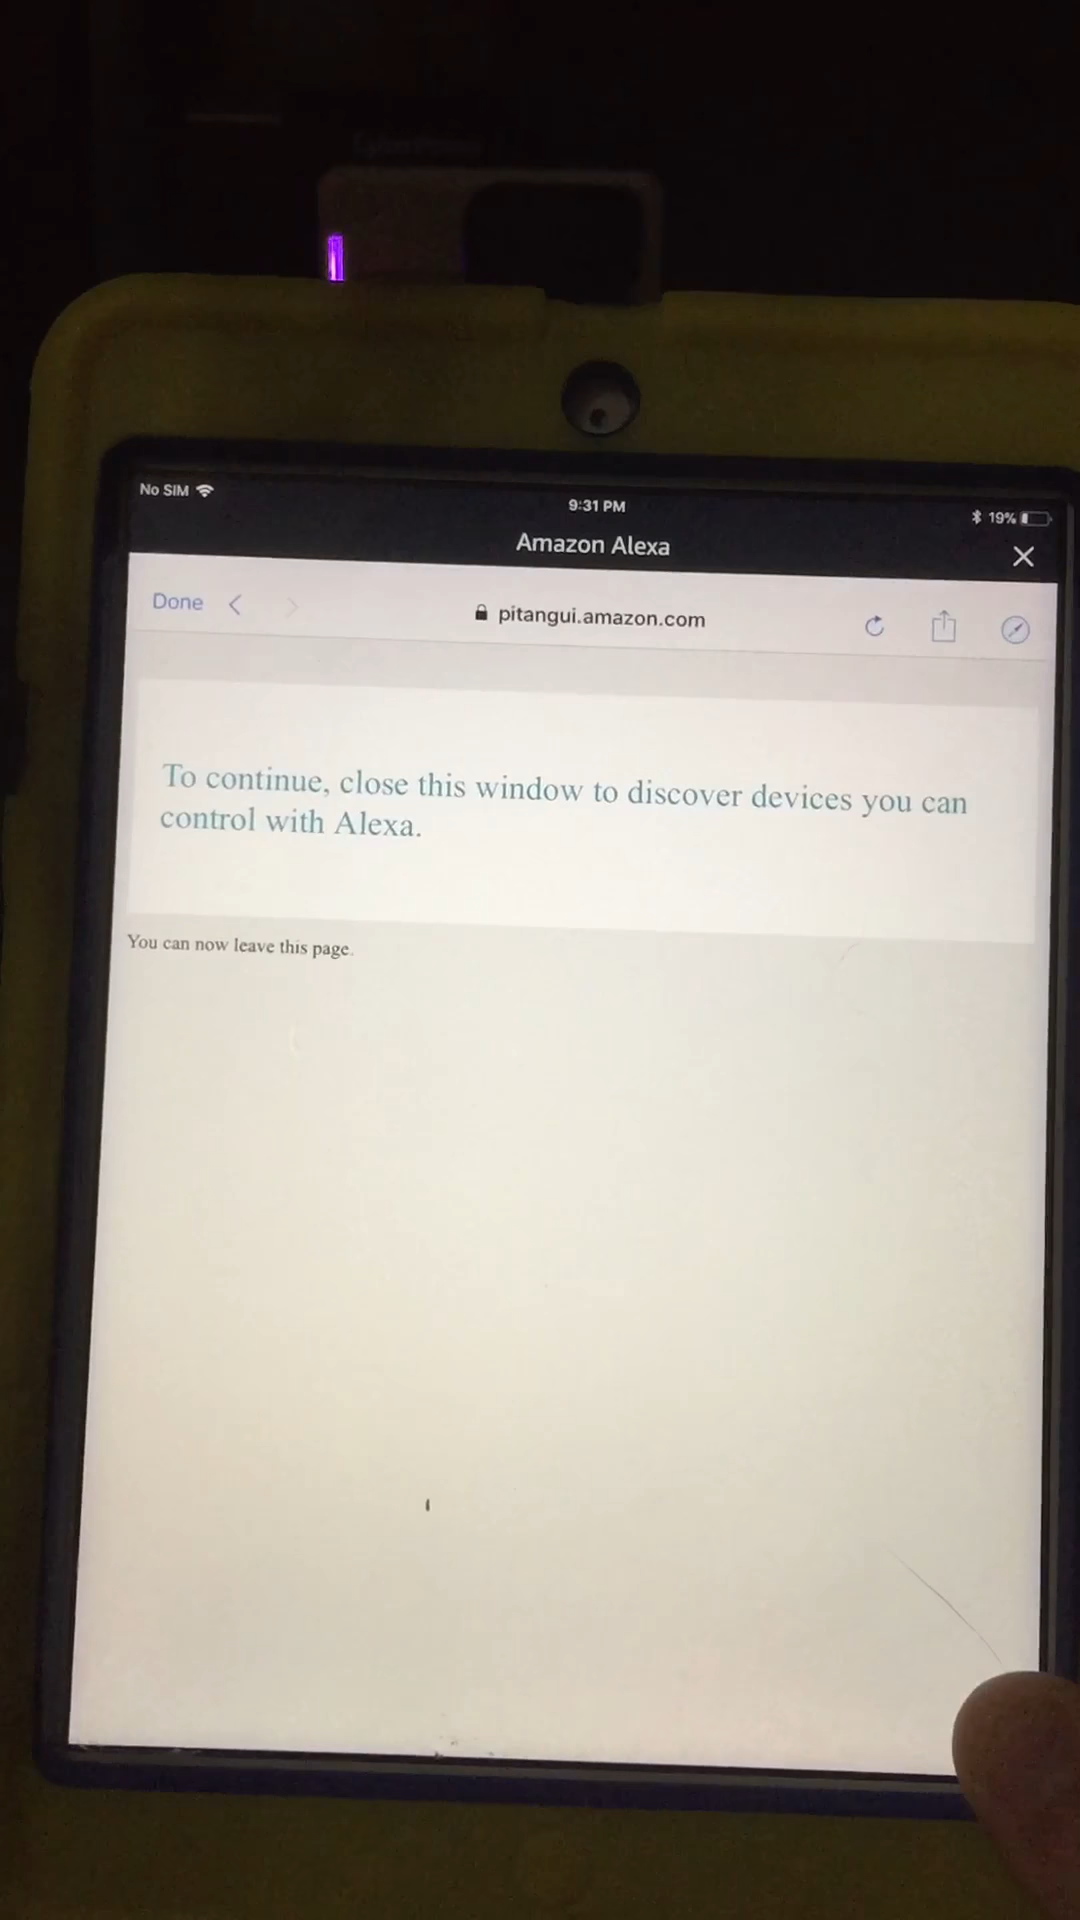 No SIM
9:31 PM
19%
Amazon Alexa
Done
pitangui.amazon.com
To continue, close this window to discover devices you can
control with Alexa.
You can now leave this page.